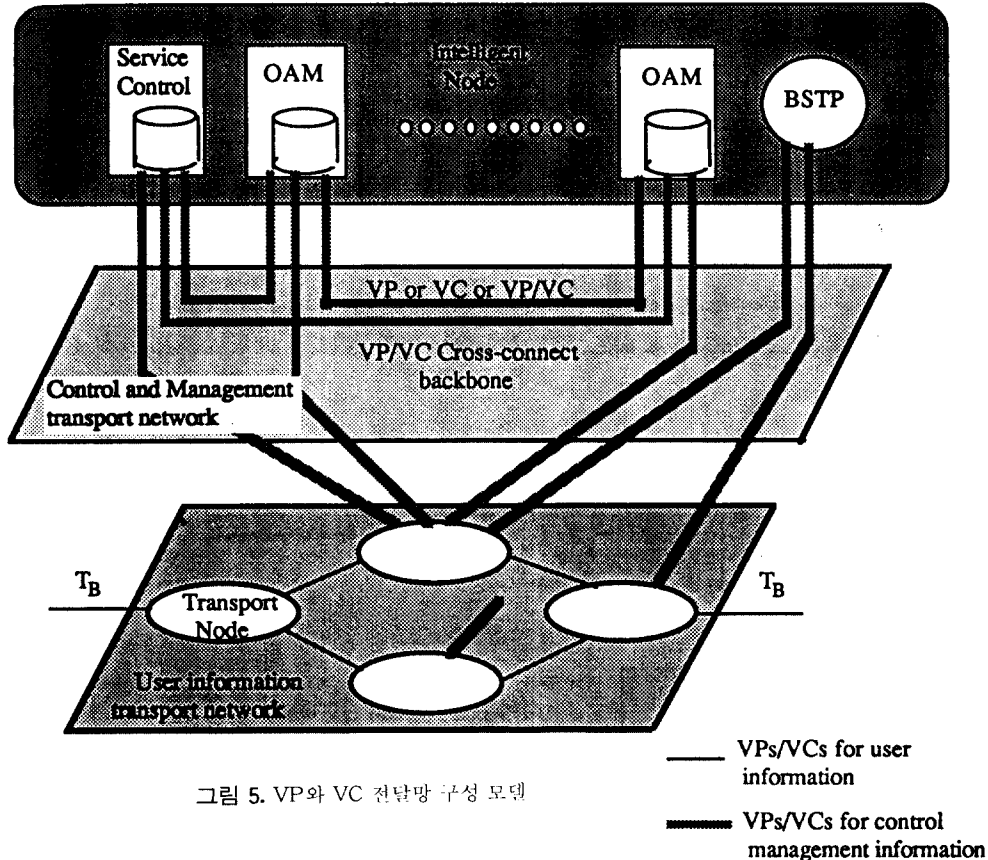 Service
Control
OAM
Intelligent
Node
OAM
BSTP
VP or VC or VP/VC
VP/VC Cross-connect
backbone
Control and Management
transport network
T_B
Transport
Node
T_B
User information
transport network
VPs/VCs for user
information
그림 5. VP와 VC 전달망 구성 모델
VPs/VCs for control
management information